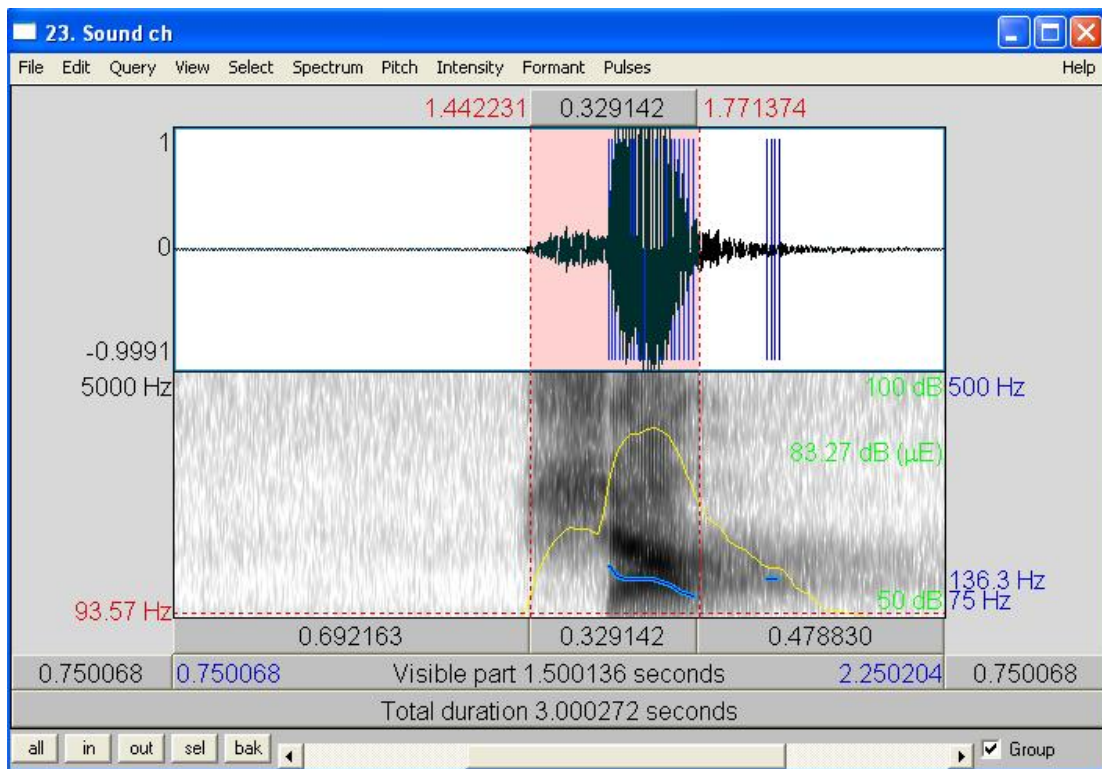 23. Sound ch
File Edit Query View Select Spectrum Pitch Intensity Formant Pulses Help
1.442231 0.329142 1.771374
1
0
-0.9991
5000 Hz 100 dB 500 Hz
83.27 dB (µE)
136.3 Hz
93.57 Hz 50 dB 75 Hz
0.692163 0.329142 0.478830
0.750068 0.750068 Visible part 1.500136 seconds 2.250204 0.750068
Total duration 3.000272 seconds
all in out sel bak Group